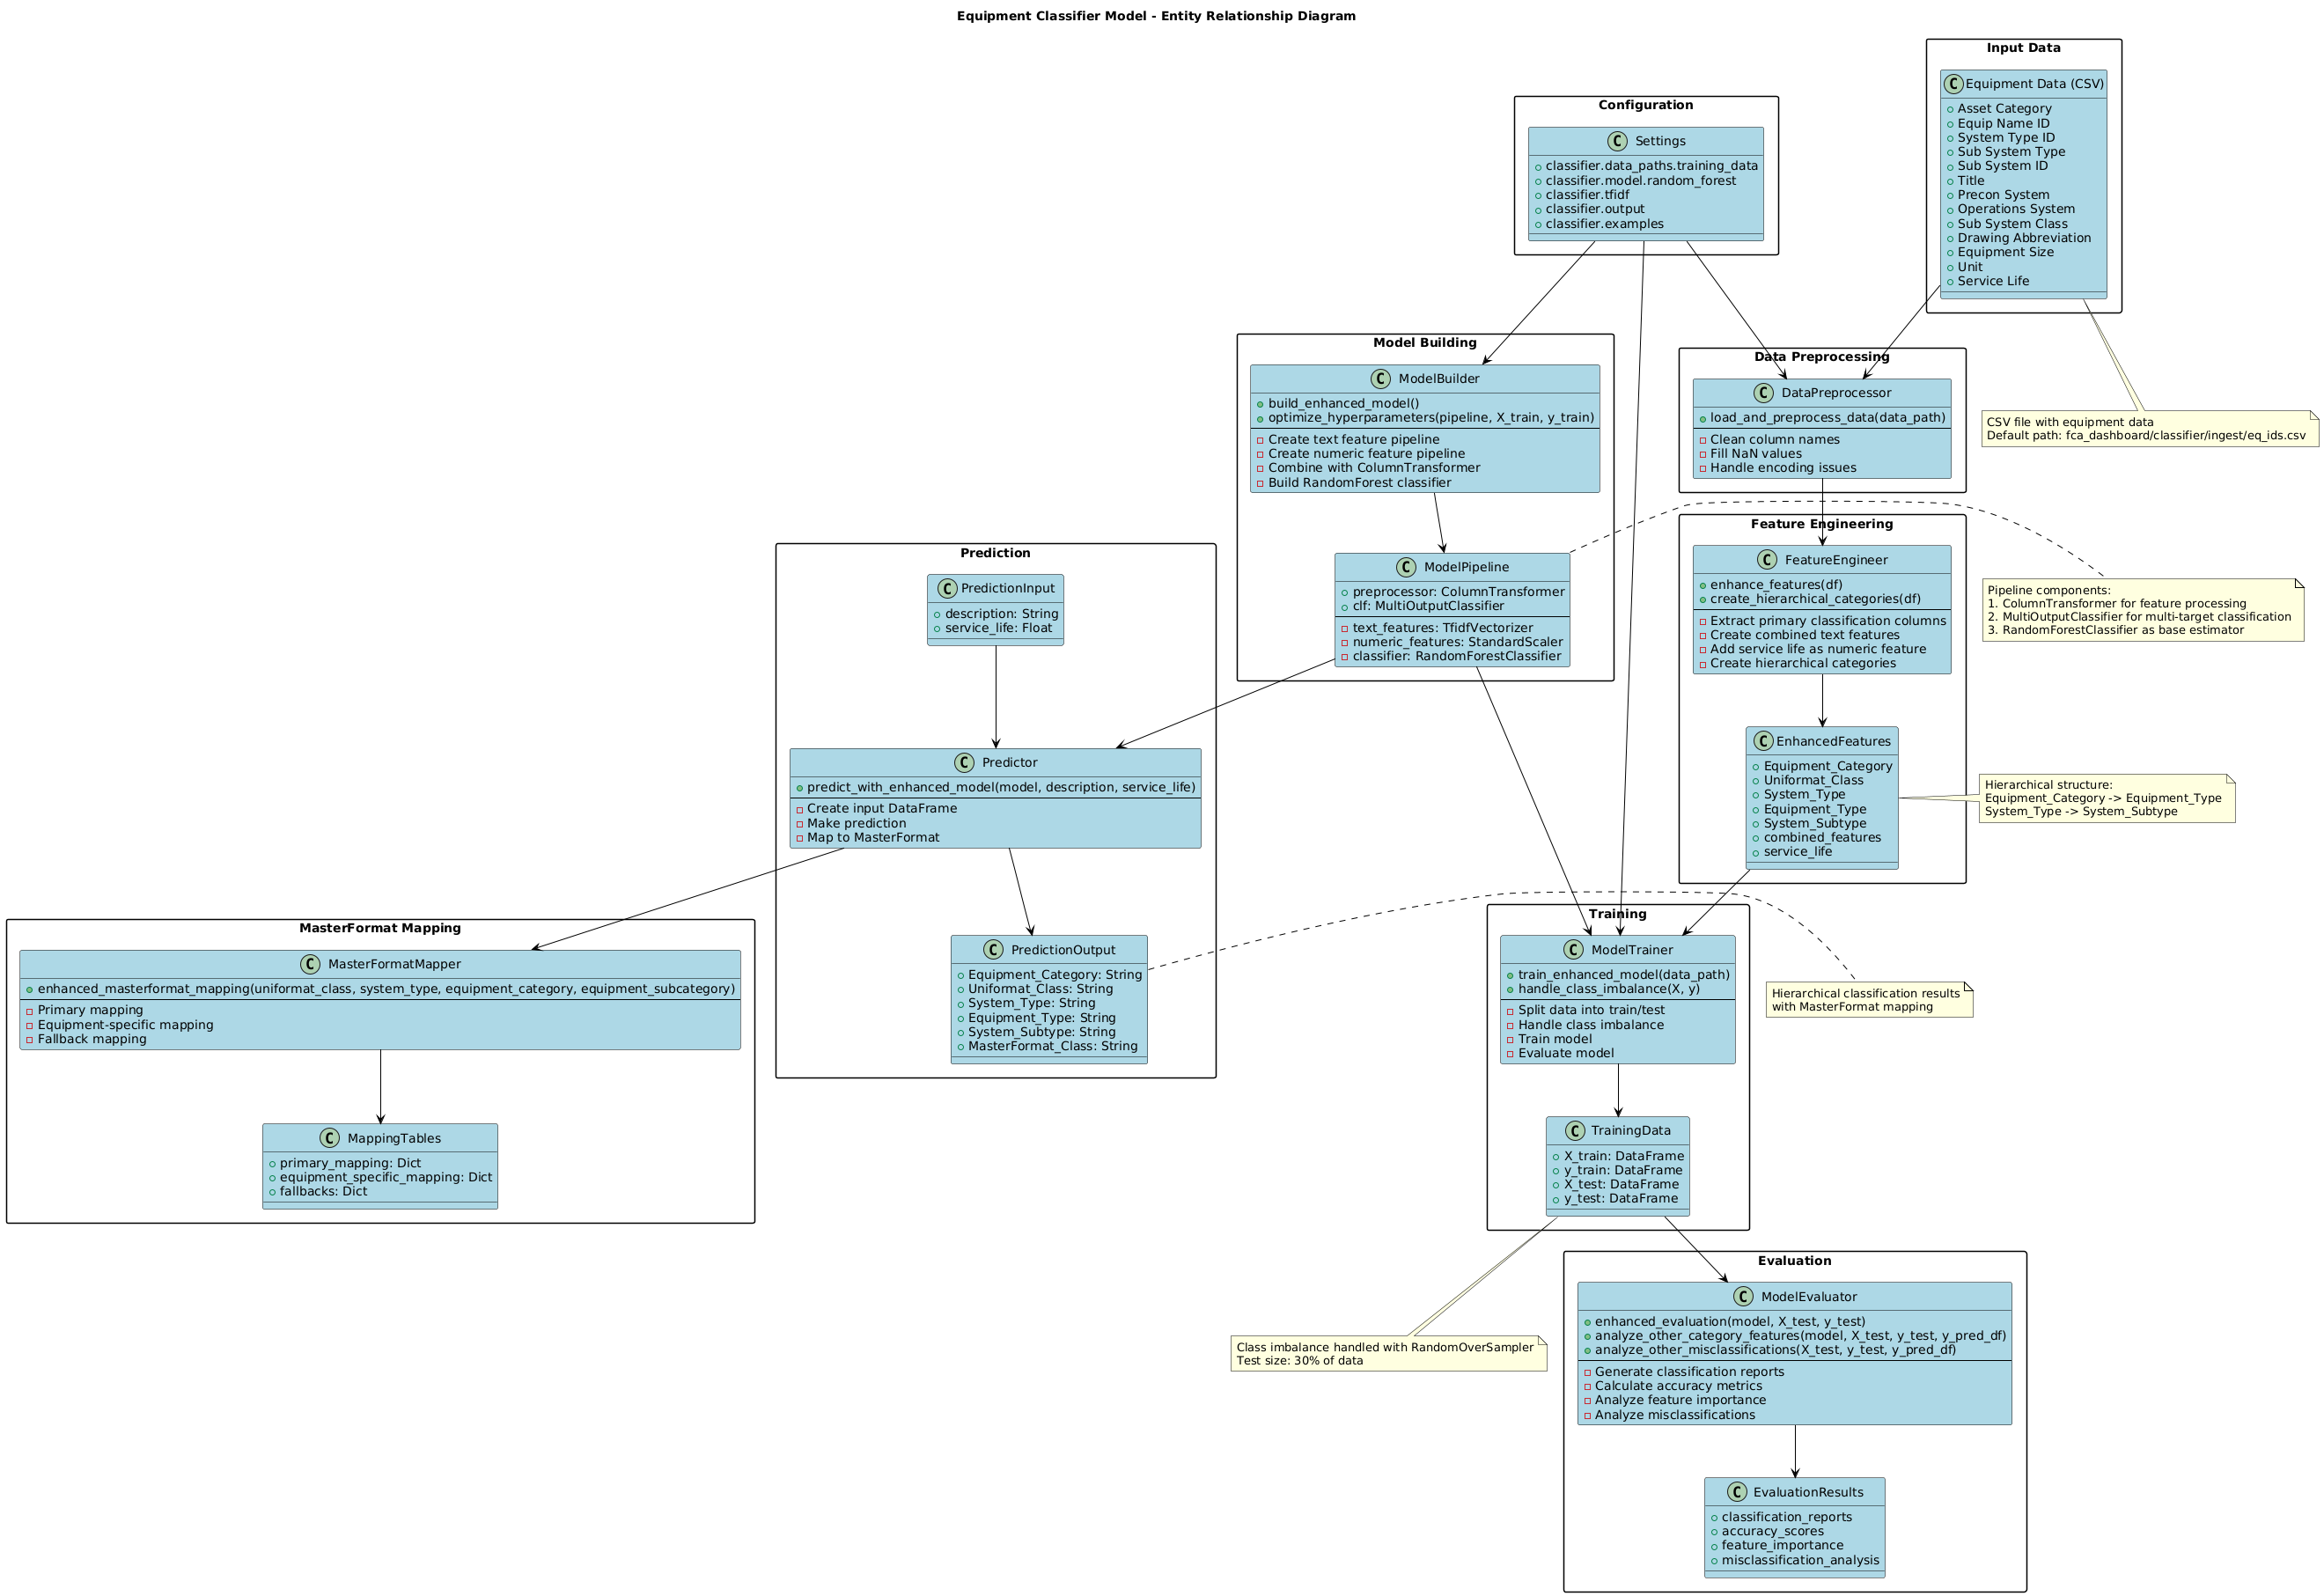 Equipment Classifier Model - Entity Relationship Diagram
Input Data
C Equipment Data (CSV)
Asset Category
Equip Name ID
System Type ID
Sub System Type
Sub System ID
Title
Precon System
Operations System
Sub System Class
Drawing Abbreviation
Equipment Size
Unit
Service Life
Configuration
C Settings
classifier.data_paths.training_data
classifier.model.random_forest
classifier.tfidf
classifier.output
classifier.examples
Model Building
C ModelBuilder
build_enhanced_model()
optimize_hyperparameters(pipeline, X_train, y_train)
Create text feature pipeline
Create numeric feature pipeline
Combine with ColumnTransformer
Build RandomForest classifier
Data Preprocessing
C DataPreprocessor
load_and_preprocess_data(data_path)
Clean column names
Fill NaN values
Handle encoding issues
CSV file with equipment data
Default path: fca_dashboard/classifier/ingest/eq_ids.csv
Feature Engineering
C FeatureEngineer
enhance_features(df)
create_hierarchical_categories(df)
Extract primary classification columns
Create combined text features
Add service life as numeric feature
Create hierarchical categories
C ModelPipeline
preprocessor: ColumnTransformer
clf: MultiOutputClassifier
text_features: TfidfVectorizer
numeric_features: StandardScaler
classifier: RandomForestClassifier
Pipeline components:
1. ColumnTransformer for feature processing
2. MultiOutputClassifier for multi-target classification
3. RandomForestClassifier as base estimator
Prediction
C PredictionInput
description: String
service_life: Float
C Predictor
predict_with_enhanced_model(model, description, service_life)
Create input DataFrame
Make prediction
Map to MasterFormat
C EnhancedFeatures
Equipment_Category
Uniformat_Class
System_Type
Equipment_Type
System_Subtype
combined_features
service_life
Hierarchical structure:
Equipment_Category -> Equipment_Type
System_Type -> System_Subtype
MasterFormat Mapping
C MasterFormatMapper
enhanced_masterformat_mapping(uniformat_class, system_type, equipment_category, equipment_subcategory)
Primary mapping
Equipment-specific mapping
Fallback mapping
C PredictionOutput
Equipment_Category: String
Uniformat_Class: String
System_Type: String
Equipment_Type: String
System_Subtype: String
MasterFormat_Class: String
Training
C ModelTrainer
train_enhanced_model(data_path)
handle_class_imbalance(X, y)
Split data into train/test
Handle class imbalance
Train model
Evaluate model
Hierarchical classification results
with MasterFormat mapping
C MappingTables
primary_mapping: Dict
equipment_specific_mapping: Dict
fallbacks: Dict
C TrainingData
X_train: DataFrame
y_train: DataFrame
X_test: DataFrame
y_test: DataFrame
Class imbalance handled with RandomOverSampler
Test size: 30% of data
Evaluation
C ModelEvaluator
enhanced_evaluation(model, X_test, y_test)
analyze_other_category_features(model, X_test, y_test, y_pred_df)
analyze_other_misclassifications(X_test, y_test, y_pred_df)
Generate classification reports
Calculate accuracy metrics
Analyze feature importance
Analyze misclassifications
C EvaluationResults
classification_reports
accuracy_scores
feature_importance
misclassification_analysis